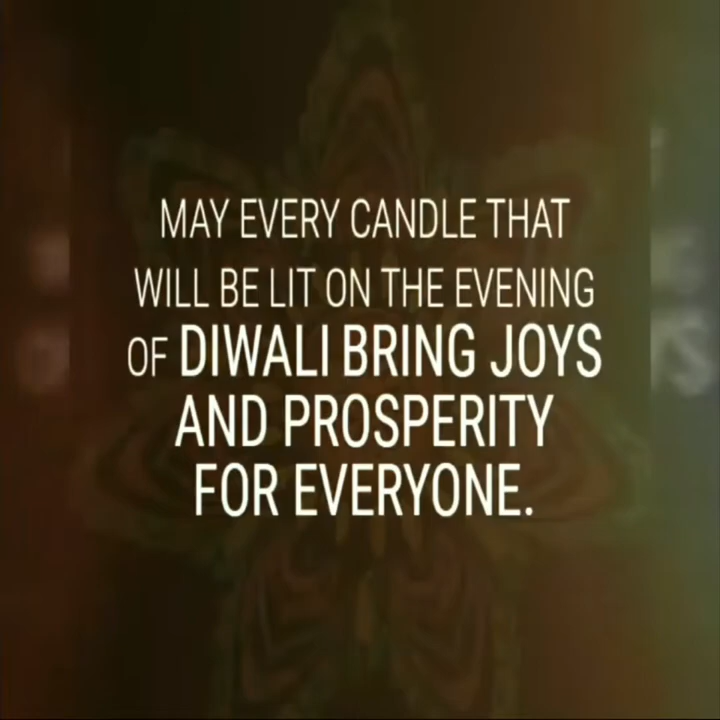 MAY EVERY CANDLE THAT
WILL BE LIT ON THE EVENING
OF DIWALI BRING JOYS
AND PROSPERITY
FOR EVERYONE.